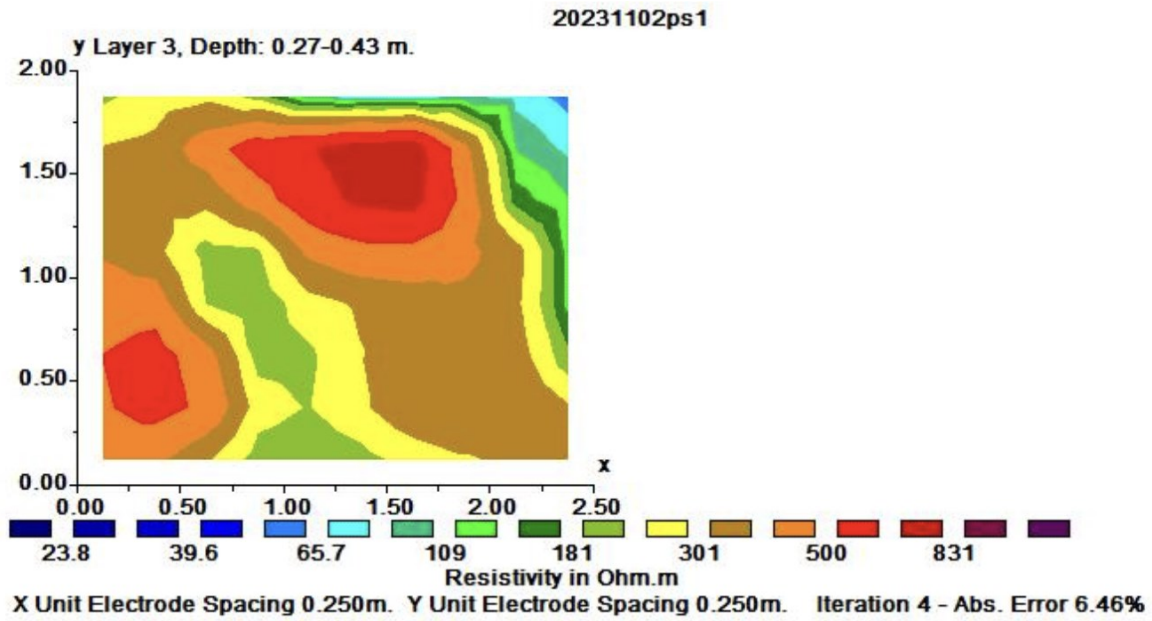 20231102ps1
y Layer 3, Depth: 0.27-0.43 m.
2.00
1.50
1.00
0.50
x
0.00
0.00 0.50 1.00 1.50 2.00 2.50
23.8 39.6 65.7 109 181 301 500 831
Resistivity in Ohm.m
X Unit Electrode Spacing 0.250m. Y Unit Electrode Spacing 0.250m. Iteration 4 - Abs. Error 6.46%